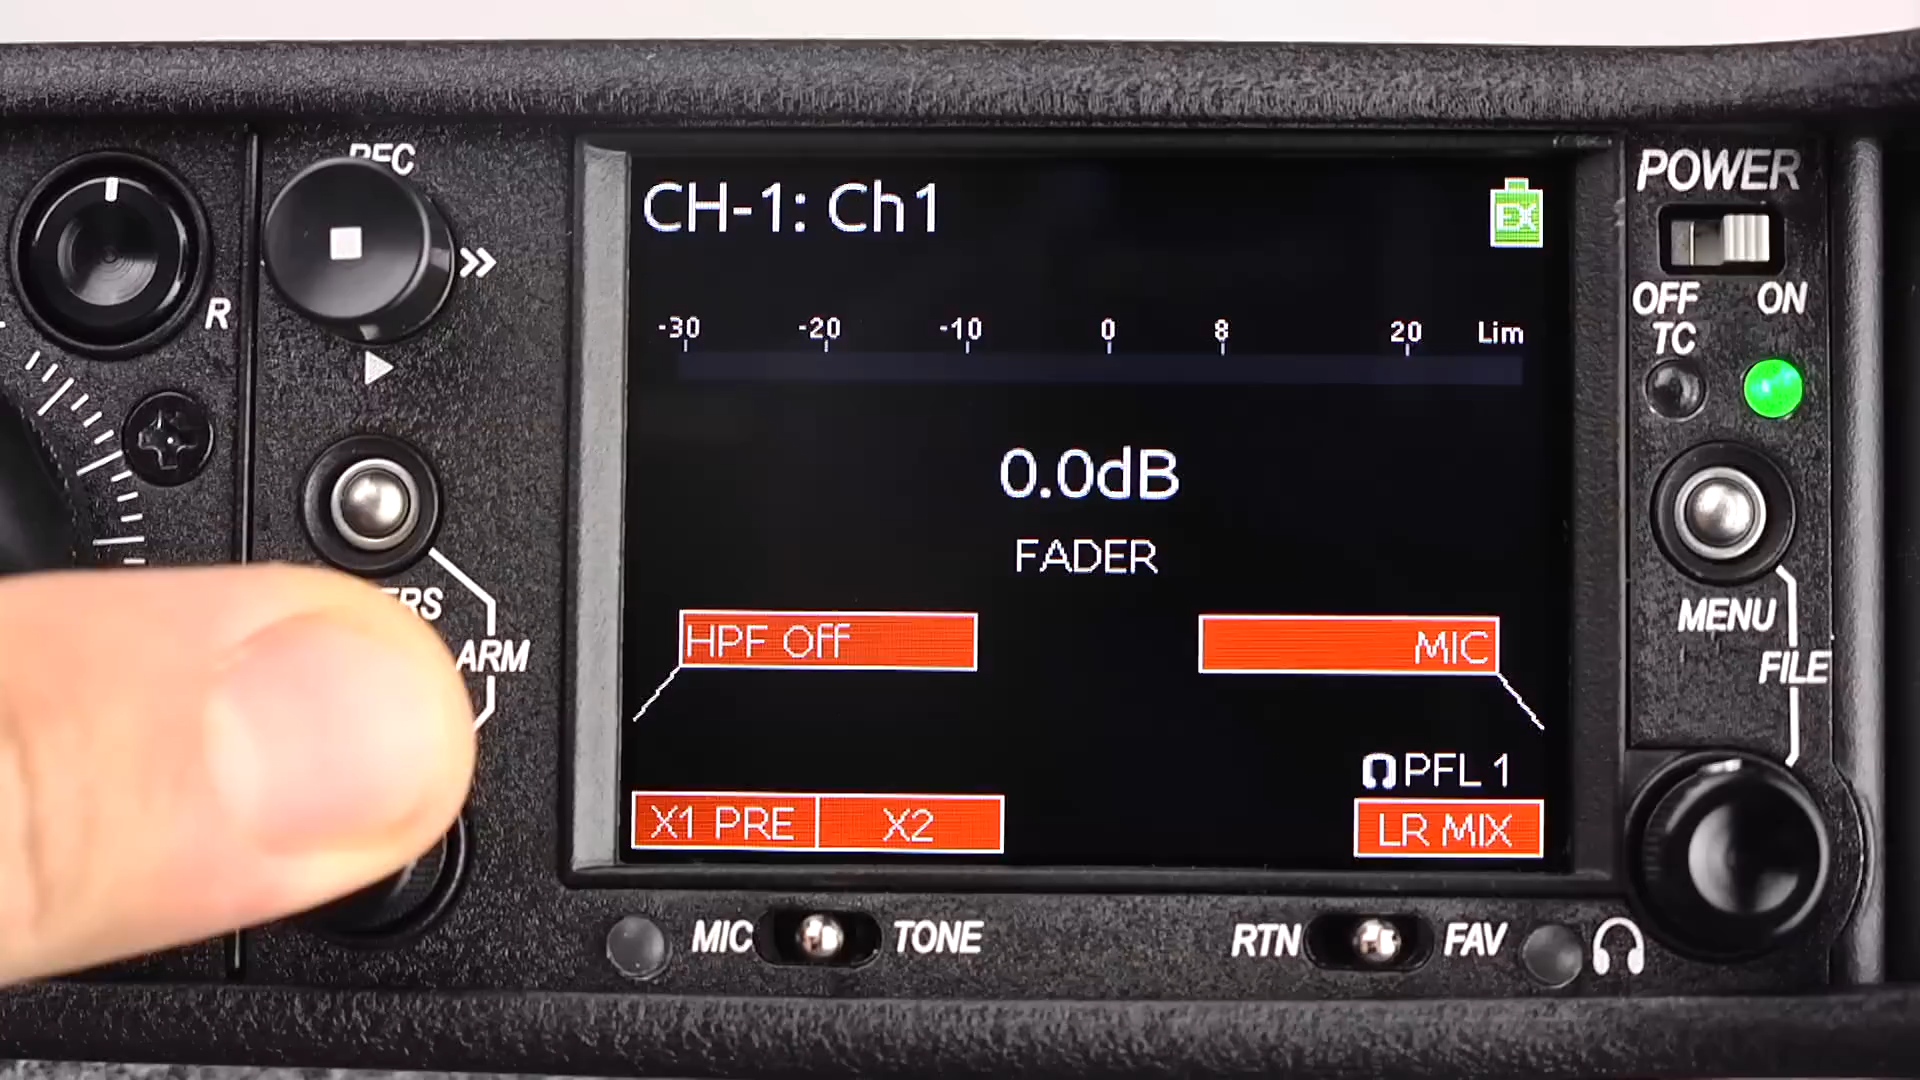 REC
R
ARM
CH-1: Ch1
EX
-30 -20 -10 0 8 20 Lim
0.0dB
FADER
HPF Off
MIC
PFL 1
X1 PRE X2
LR MIX
POWER
OFF ON
TC
MENU
FILE
MIC TONE
RTN FAV